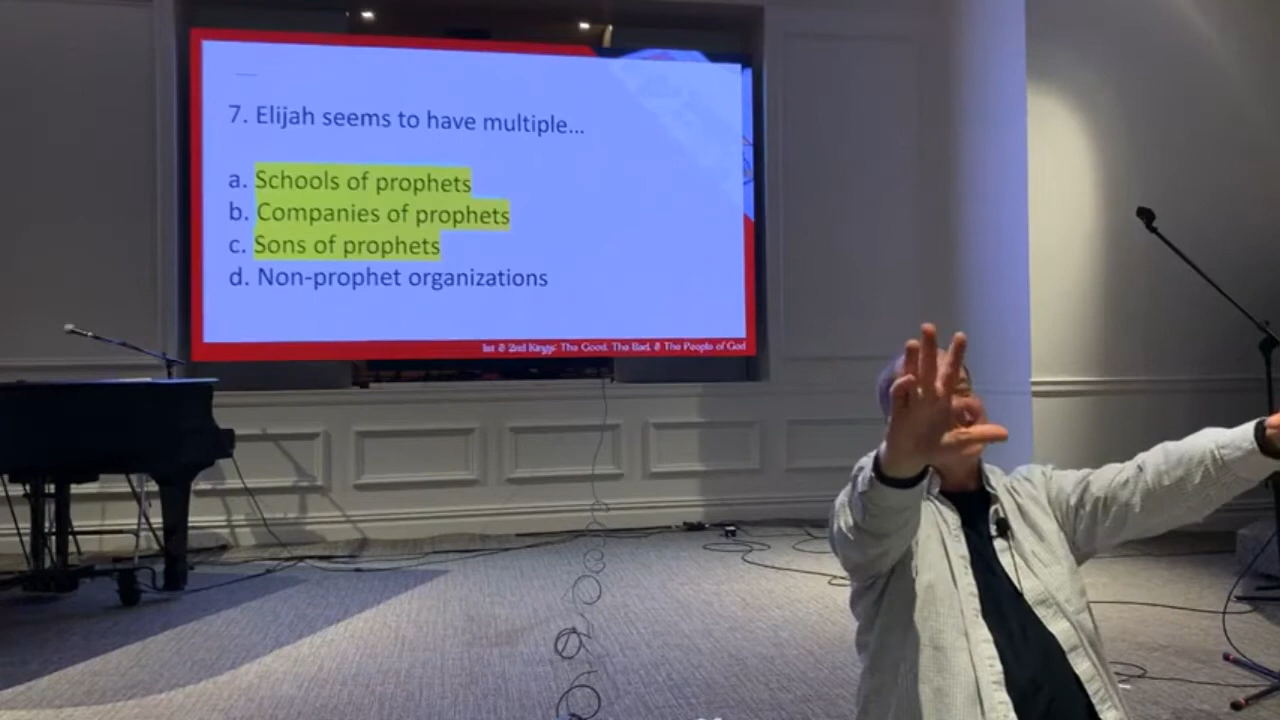 7. Elijah seems to have multiple...
a. Schools of prophets
b. Companies of prophets
c. Sons of prophets
d. Non-prophet organizations
1st & 2nd Kings: The Good, The Bad, & The People of God